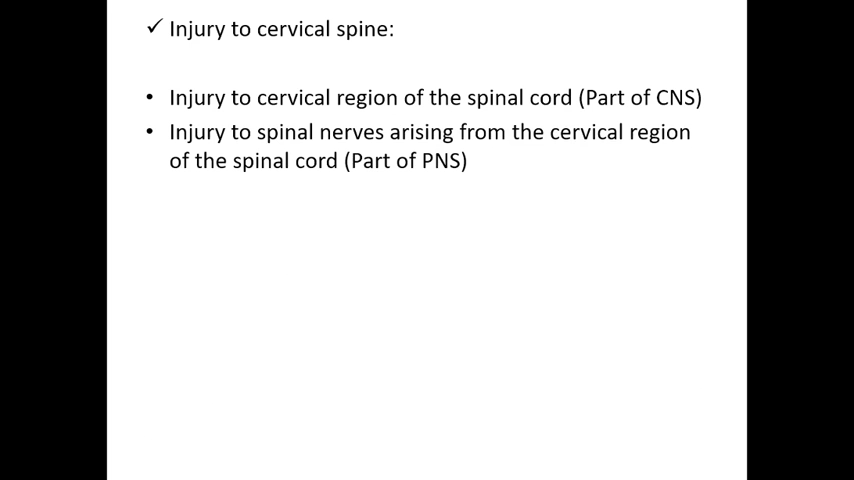 ✓ Injury to cervical spine:
• Injury to cervical region of the spinal cord (Part of CNS)
• Injury to spinal nerves arising from the cervical region
of the spinal cord (Part of PNS)